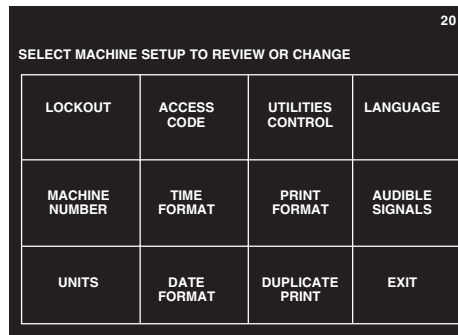 20
SELECT MACHINE SETUP TO REVIEW OR CHANGE
LOCKOUT
ACCESS
CODE
UTILITIES
CONTROL
LANGUAGE
MACHINE
NUMBER
TIME
FORMAT
PRINT
FORMAT
AUDIBLE
SIGNALS
UNITS
DATE
FORMAT
DUPLICATE
PRINT
EXIT